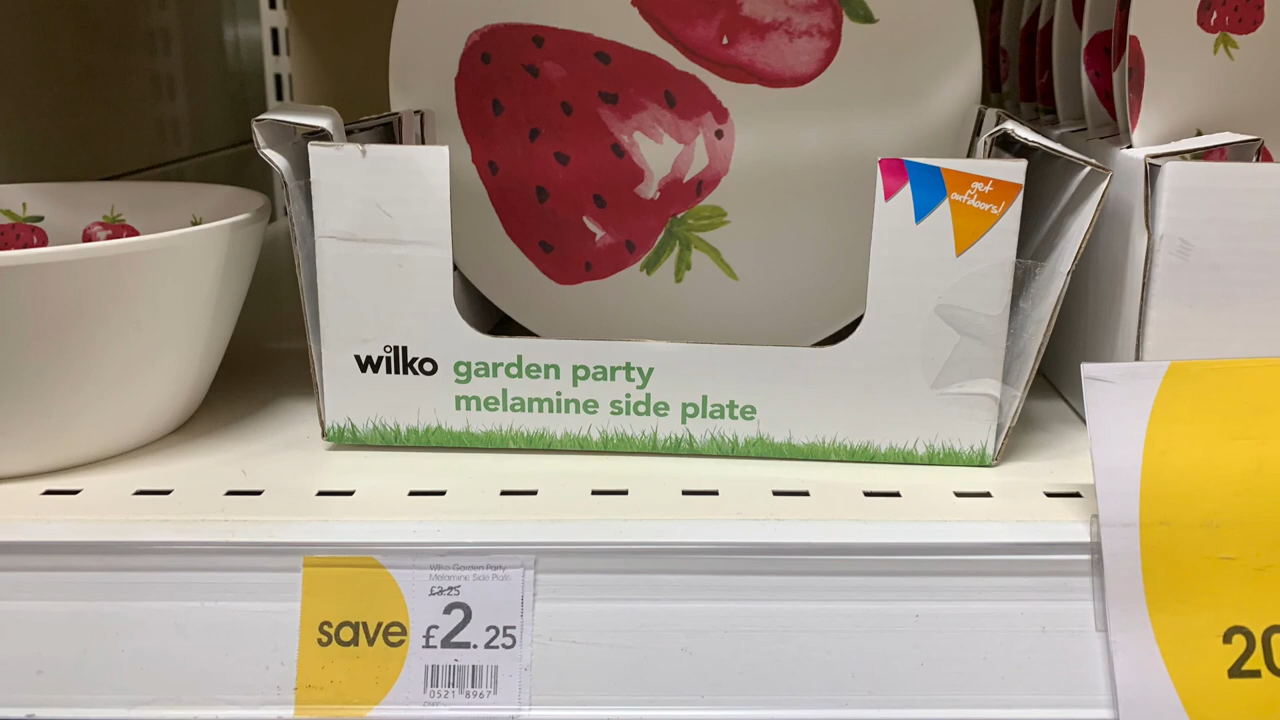 get
outdoors!
wilko
garden party
melamine side plate
Wilko Garden Party
Melamine Side Plate
£3.25
save
£2.25
0521 8967
20